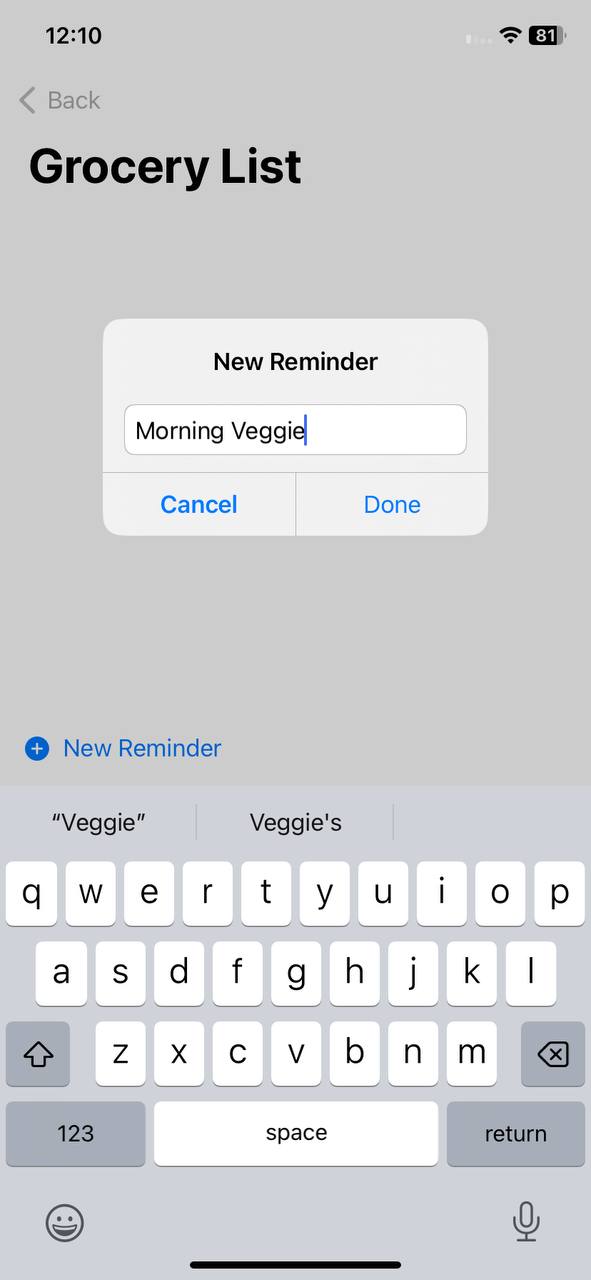 12:10
81
Back
Grocery List
New Reminder
Morning Veggie
Cancel Done
New Reminder
“Veggie” Veggie's
q w e r t y u i o p
a s d f g h j k l
z x c v b n m
123 space return